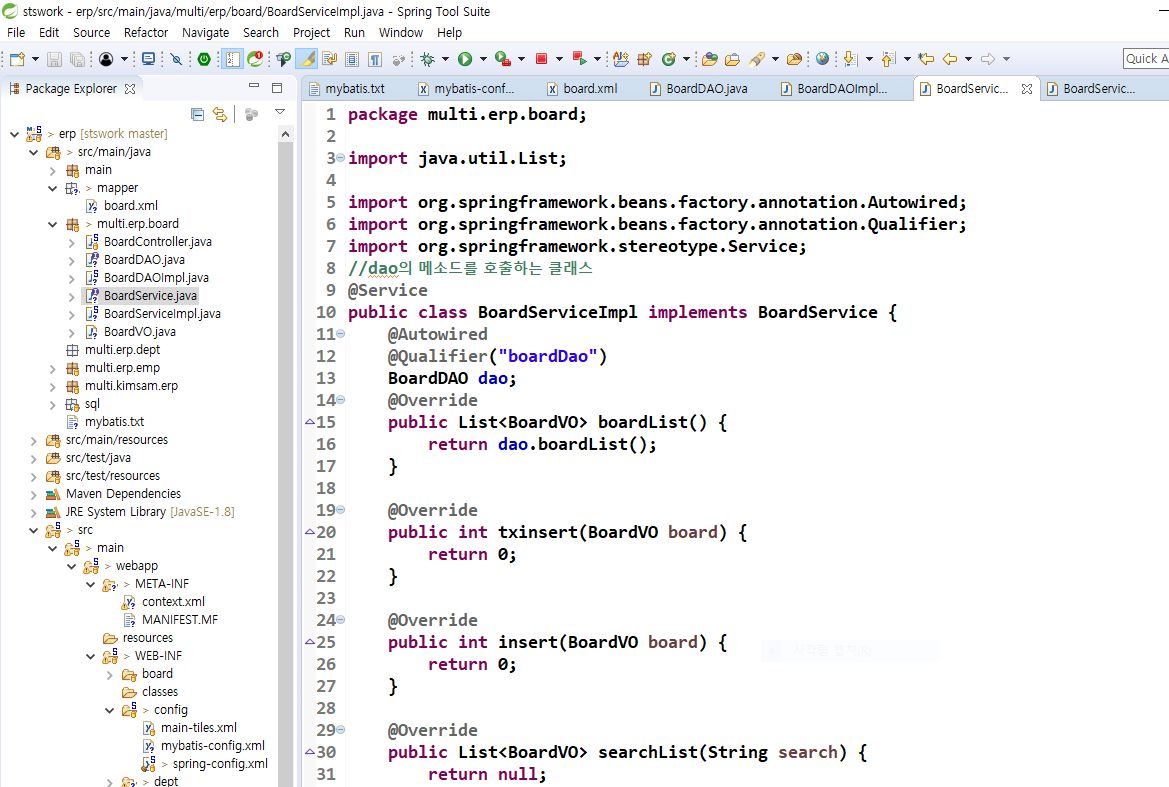 stswork - erp/src/main/java/multi/erp/board/BoardServiceImpl.java - Spring Tool Suite
File Edit Source Refactor Navigate Search Project Run Window Help
Quick A
Package Explorer
mybatis.txt mybatis-conf... board.xml BoardDAO.java BoardDAOImpl... BoardServic... BoardServic...
> erp [stswork master]
> src/main/java
main
> mapper
board.xml
> multi.erp.board
BoardController.java
BoardDAO.java
BoardDAOImpl.java
BoardService.java
BoardServiceImpl.java
BoardVO.java
multi.erp.dept
multi.erp.emp
multi.kimsam.erp
sql
mybatis.txt
src/main/resources
src/test/java
src/test/resources
Maven Dependencies
JRE System Library [JavaSE-1.8]
> src
> main
> webapp
> META-INF
context.xml
MANIFEST.MF
resources
> WEB-INF
board
classes
> config
main-tiles.xml
mybatis-config.xml
> spring-config.xml
> dept
1 package multi.erp.board;
2
3 import java.util.List;
4
5 import org.springframework.beans.factory.annotation.Autowired;
6 import org.springframework.beans.factory.annotation.Qualifier;
7 import org.springframework.stereotype.Service;
8 //dao의 메소드를 호출하는 클래스
9 @Service
10 public class BoardServiceImpl implements BoardService {
11 @Autowired
12 @Qualifier("boardDao")
13 BoardDAO dao;
14 @Override
15 public List<BoardVO> boardList() {
16 return dao.boardList();
17 }
18
19 @Override
20 public int txinsert(BoardVO board) {
21 return 0;
22 }
23
24 @Override
25 public int insert(BoardVO board) {
26 return 0;
27 }
28
29 @Override
30 public List<BoardVO> searchList(String search) {
31 return null;